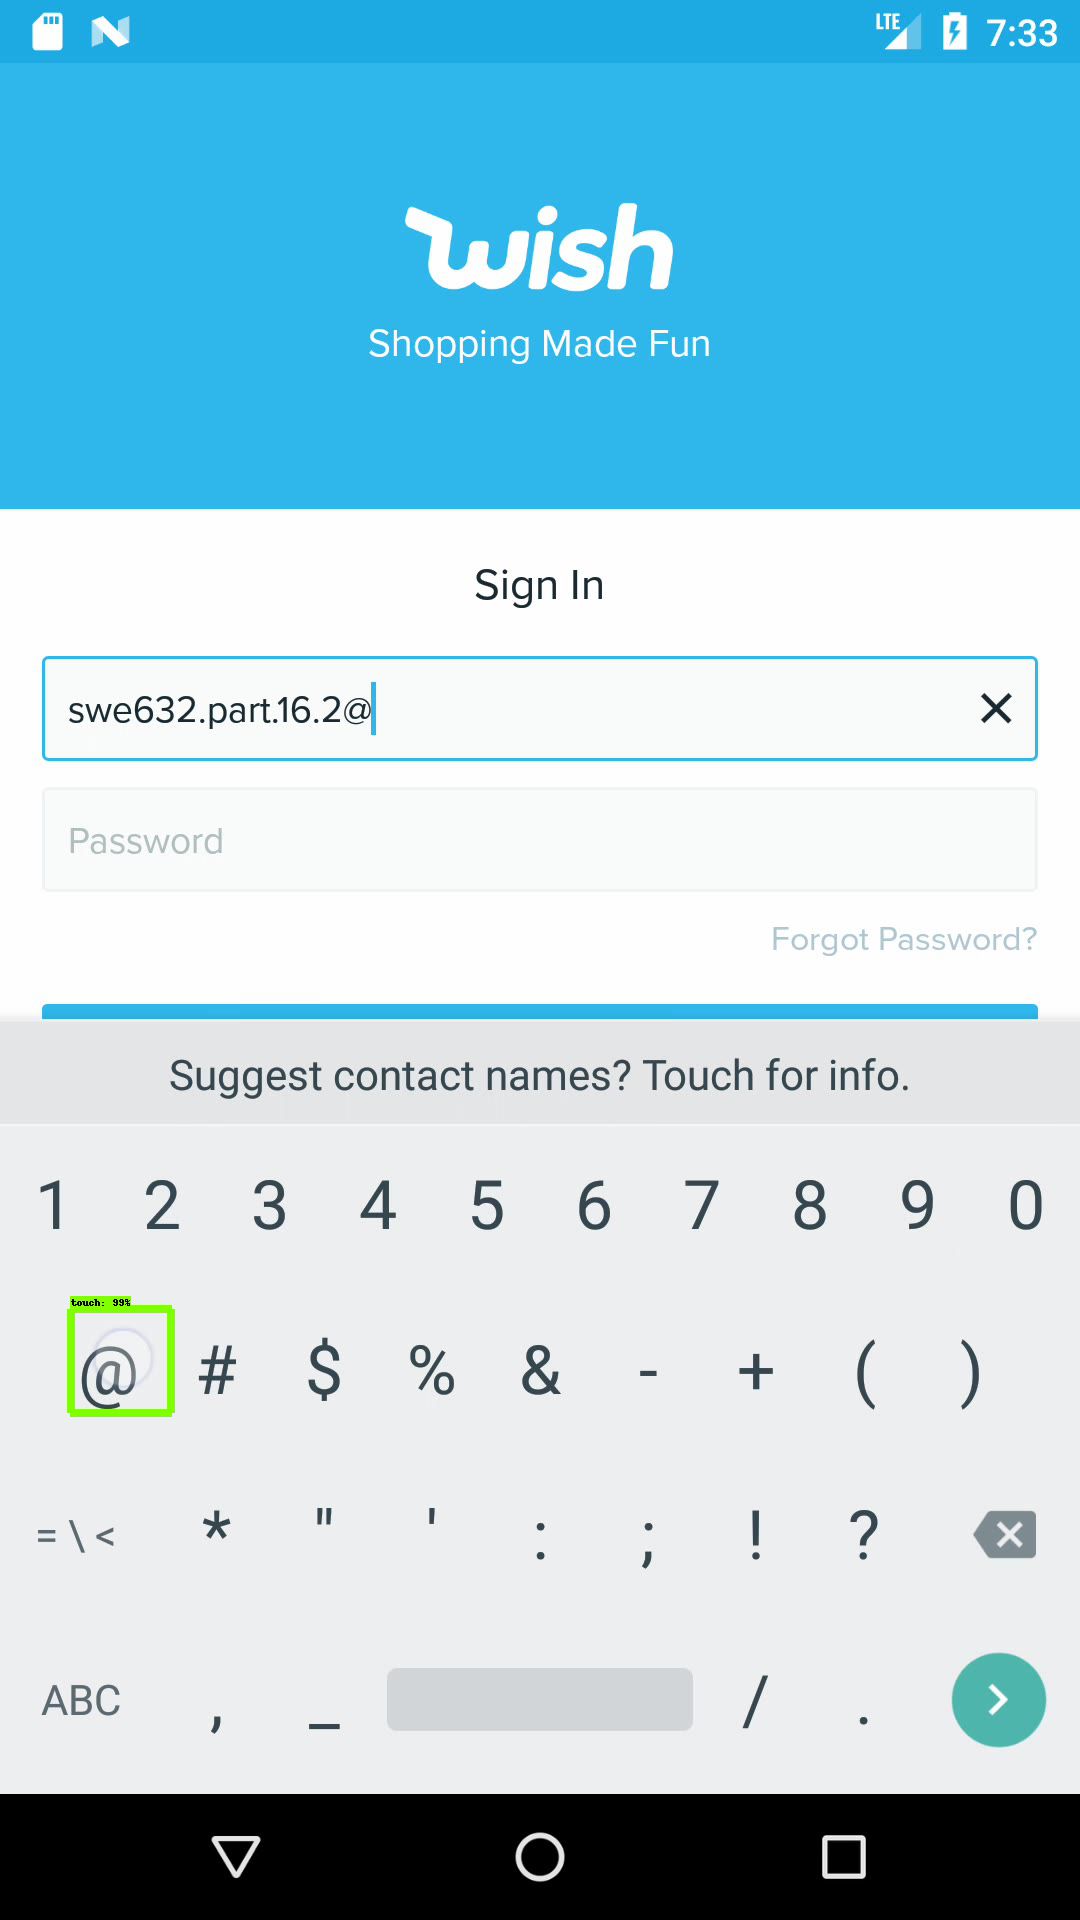 LTE 7:33
wish
Shopping Made Fun
Sign In
swe632.part.16.2@
Password
Forgot Password?
Suggest contact names? Touch for info.
1 2 3 4 5 6 7 8 9 0
touch: 99%
@ # $ % & - + ( )
= \ < * " ' : ; ! ?
ABC , _ / .